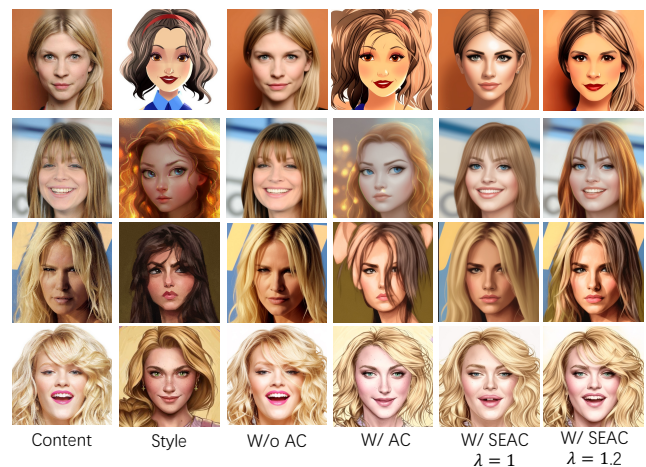 Content Style W/o AC W/ AC W/ SEAC W/ SEAC
λ = 1 λ = 1.2